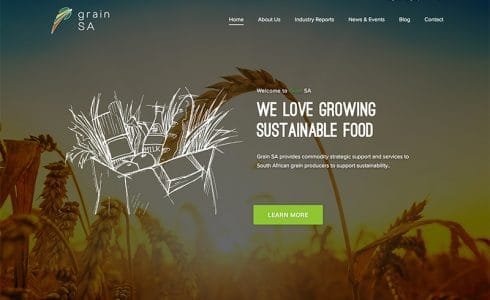 grain
SA
Home About Us Industry Reports News & Events Blog Contact
Welcome to Grain SA
WE LOVE GROWING
SUSTAINABLE FOOD
MILK
Grain SA provides commodity strategic support and services to
South African grain producers to support sustainability..
LEARN MORE